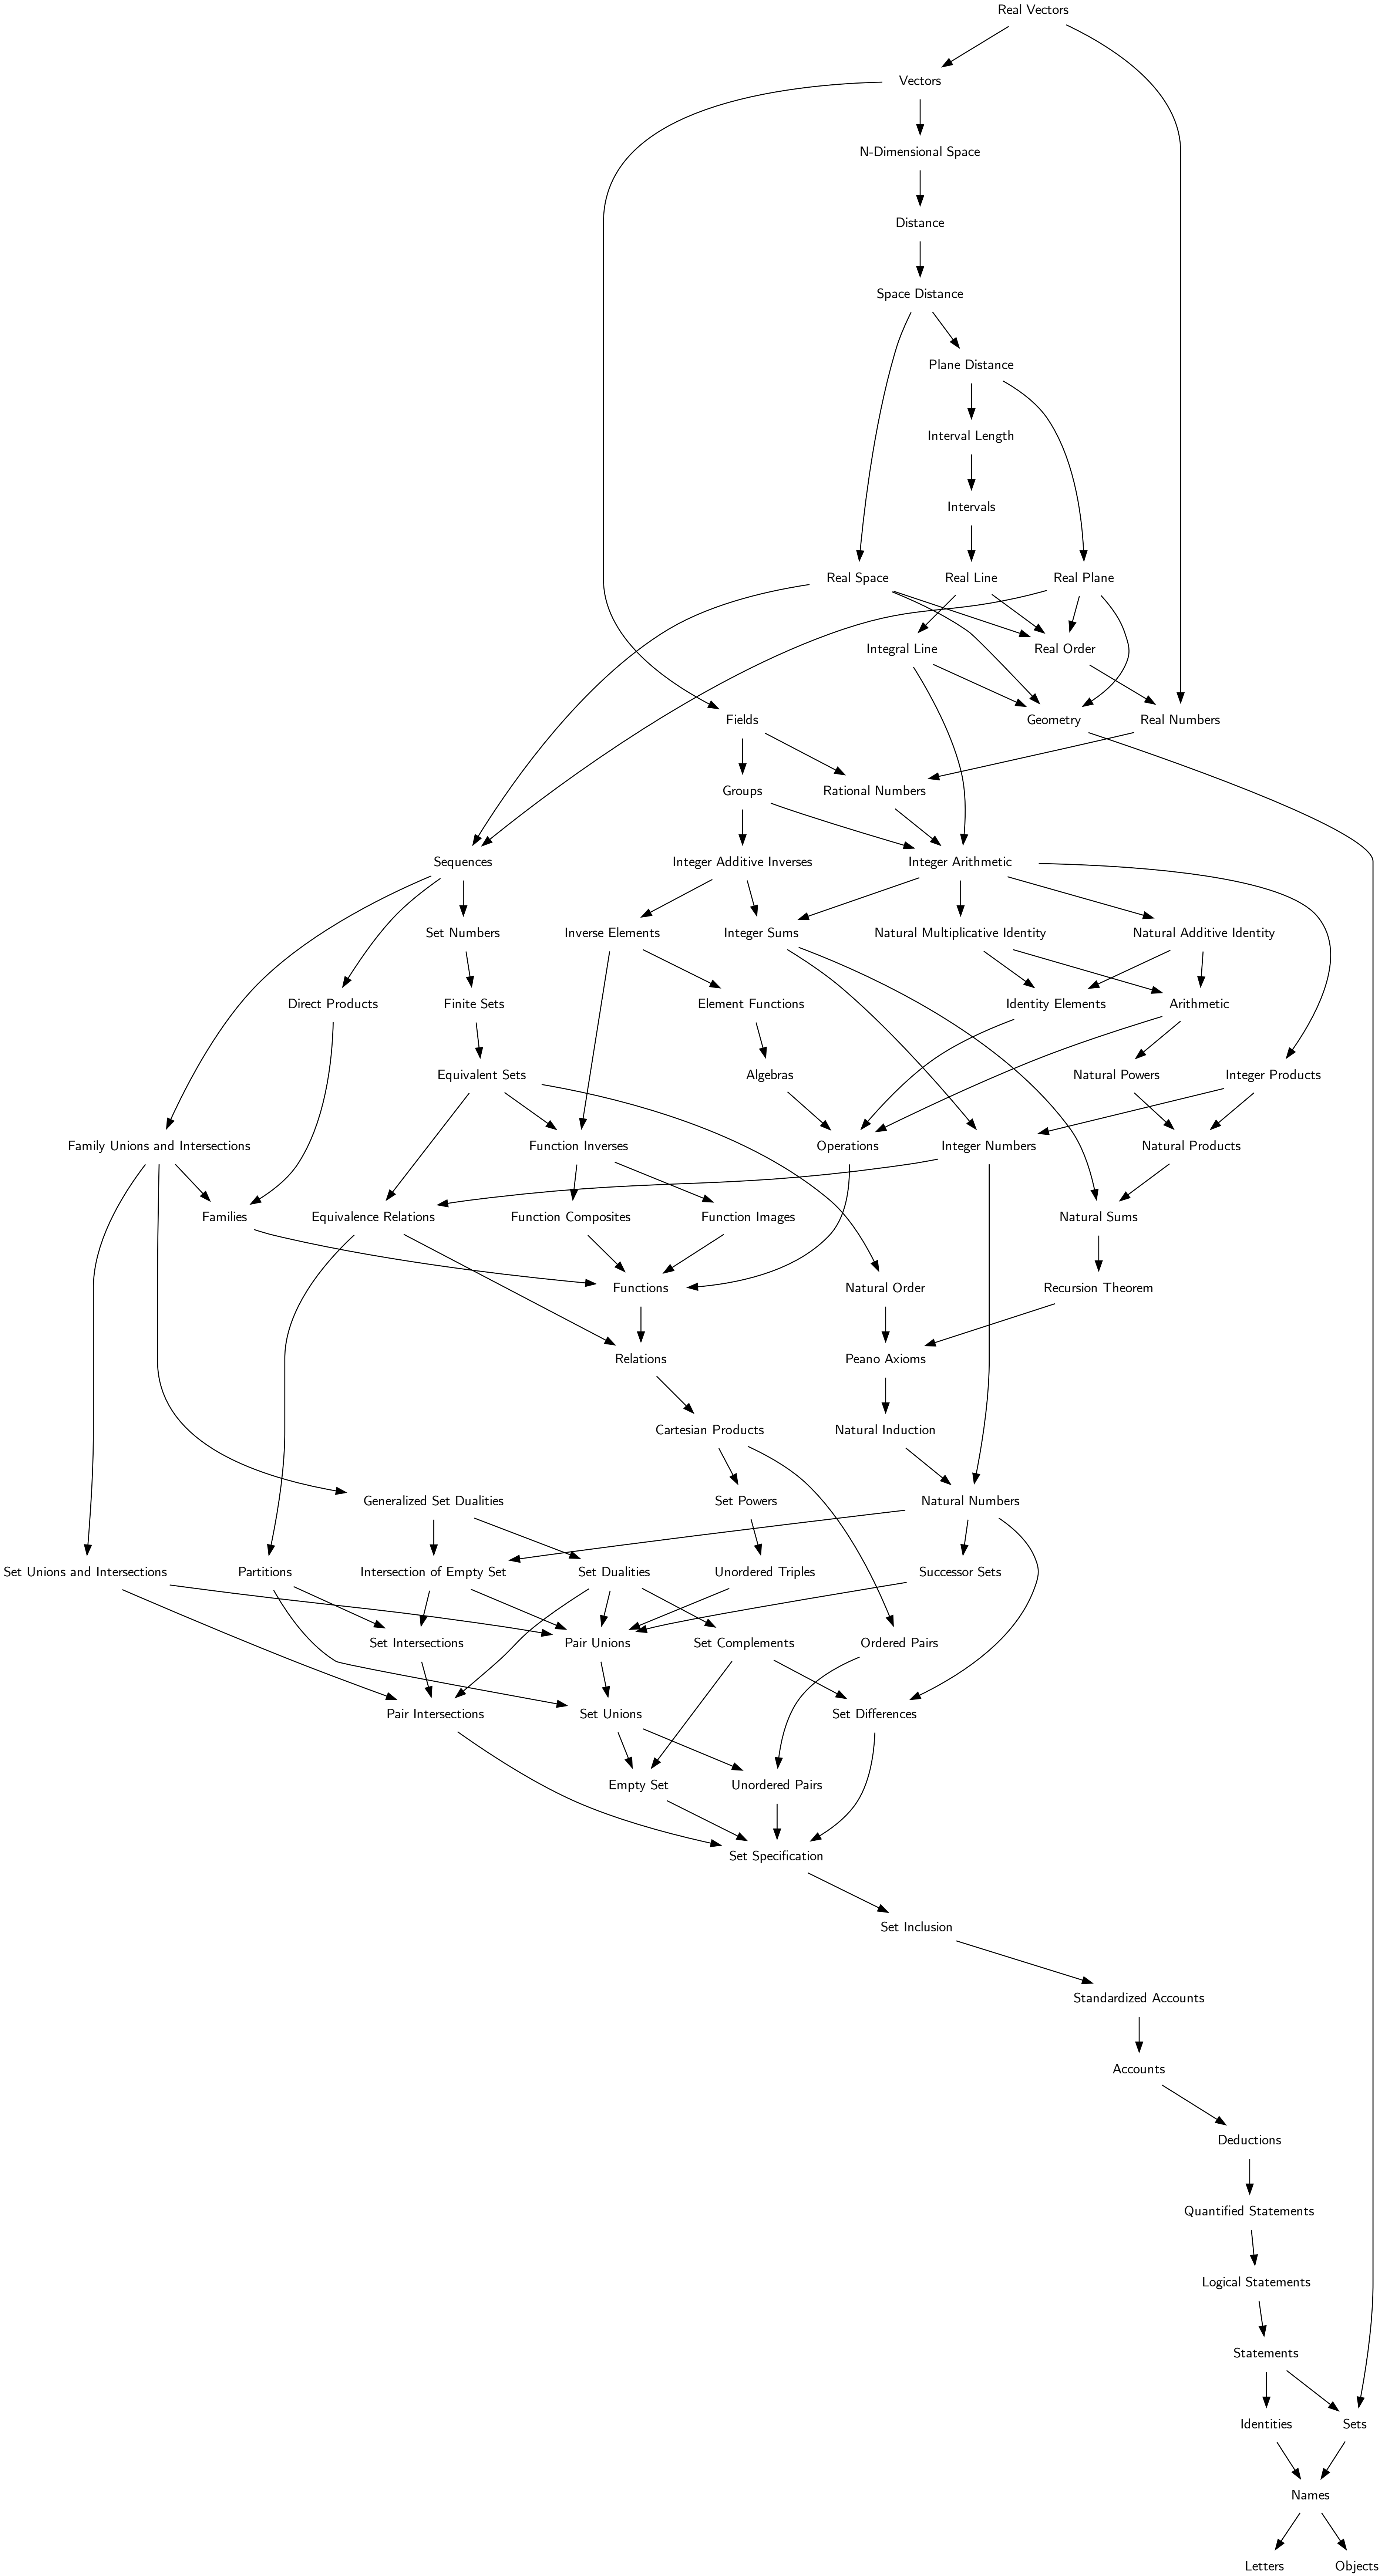 Real Vectors
Vectors
N-Dimensional Space
Distance
Space Distance
Plane Distance
Interval Length
Intervals
Real Space
Real Line
Real Plane
Integral Line
Real Order
Fields
Geometry
Real Numbers
Groups
Rational Numbers
Sequences
Integer Additive Inverses
Integer Arithmetic
Set Numbers
Inverse Elements
Integer Sums
Natural Multiplicative Identity
Natural Additive Identity
Direct Products
Finite Sets
Element Functions
Identity Elements
Arithmetic
Equivalent Sets
Algebras
Natural Powers
Integer Products
Family Unions and Intersections
Function Inverses
Operations
Integer Numbers
Natural Products
Families
Equivalence Relations
Function Composites
Function Images
Natural Sums
Functions
Natural Order
Recursion Theorem
Relations
Peano Axioms
Cartesian Products
Natural Induction
Generalized Set Dualities
Set Powers
Natural Numbers
Set Unions and Intersections
Partitions
Intersection of Empty Set
Set Dualities
Unordered Triples
Successor Sets
Set Intersections
Pair Unions
Set Complements
Ordered Pairs
Pair Intersections
Set Unions
Set Differences
Empty Set
Unordered Pairs
Set Specification
Set Inclusion
Standardized Accounts
Accounts
Deductions
Quantified Statements
Logical Statements
Statements
Identities
Sets
Names
Letters
Objects